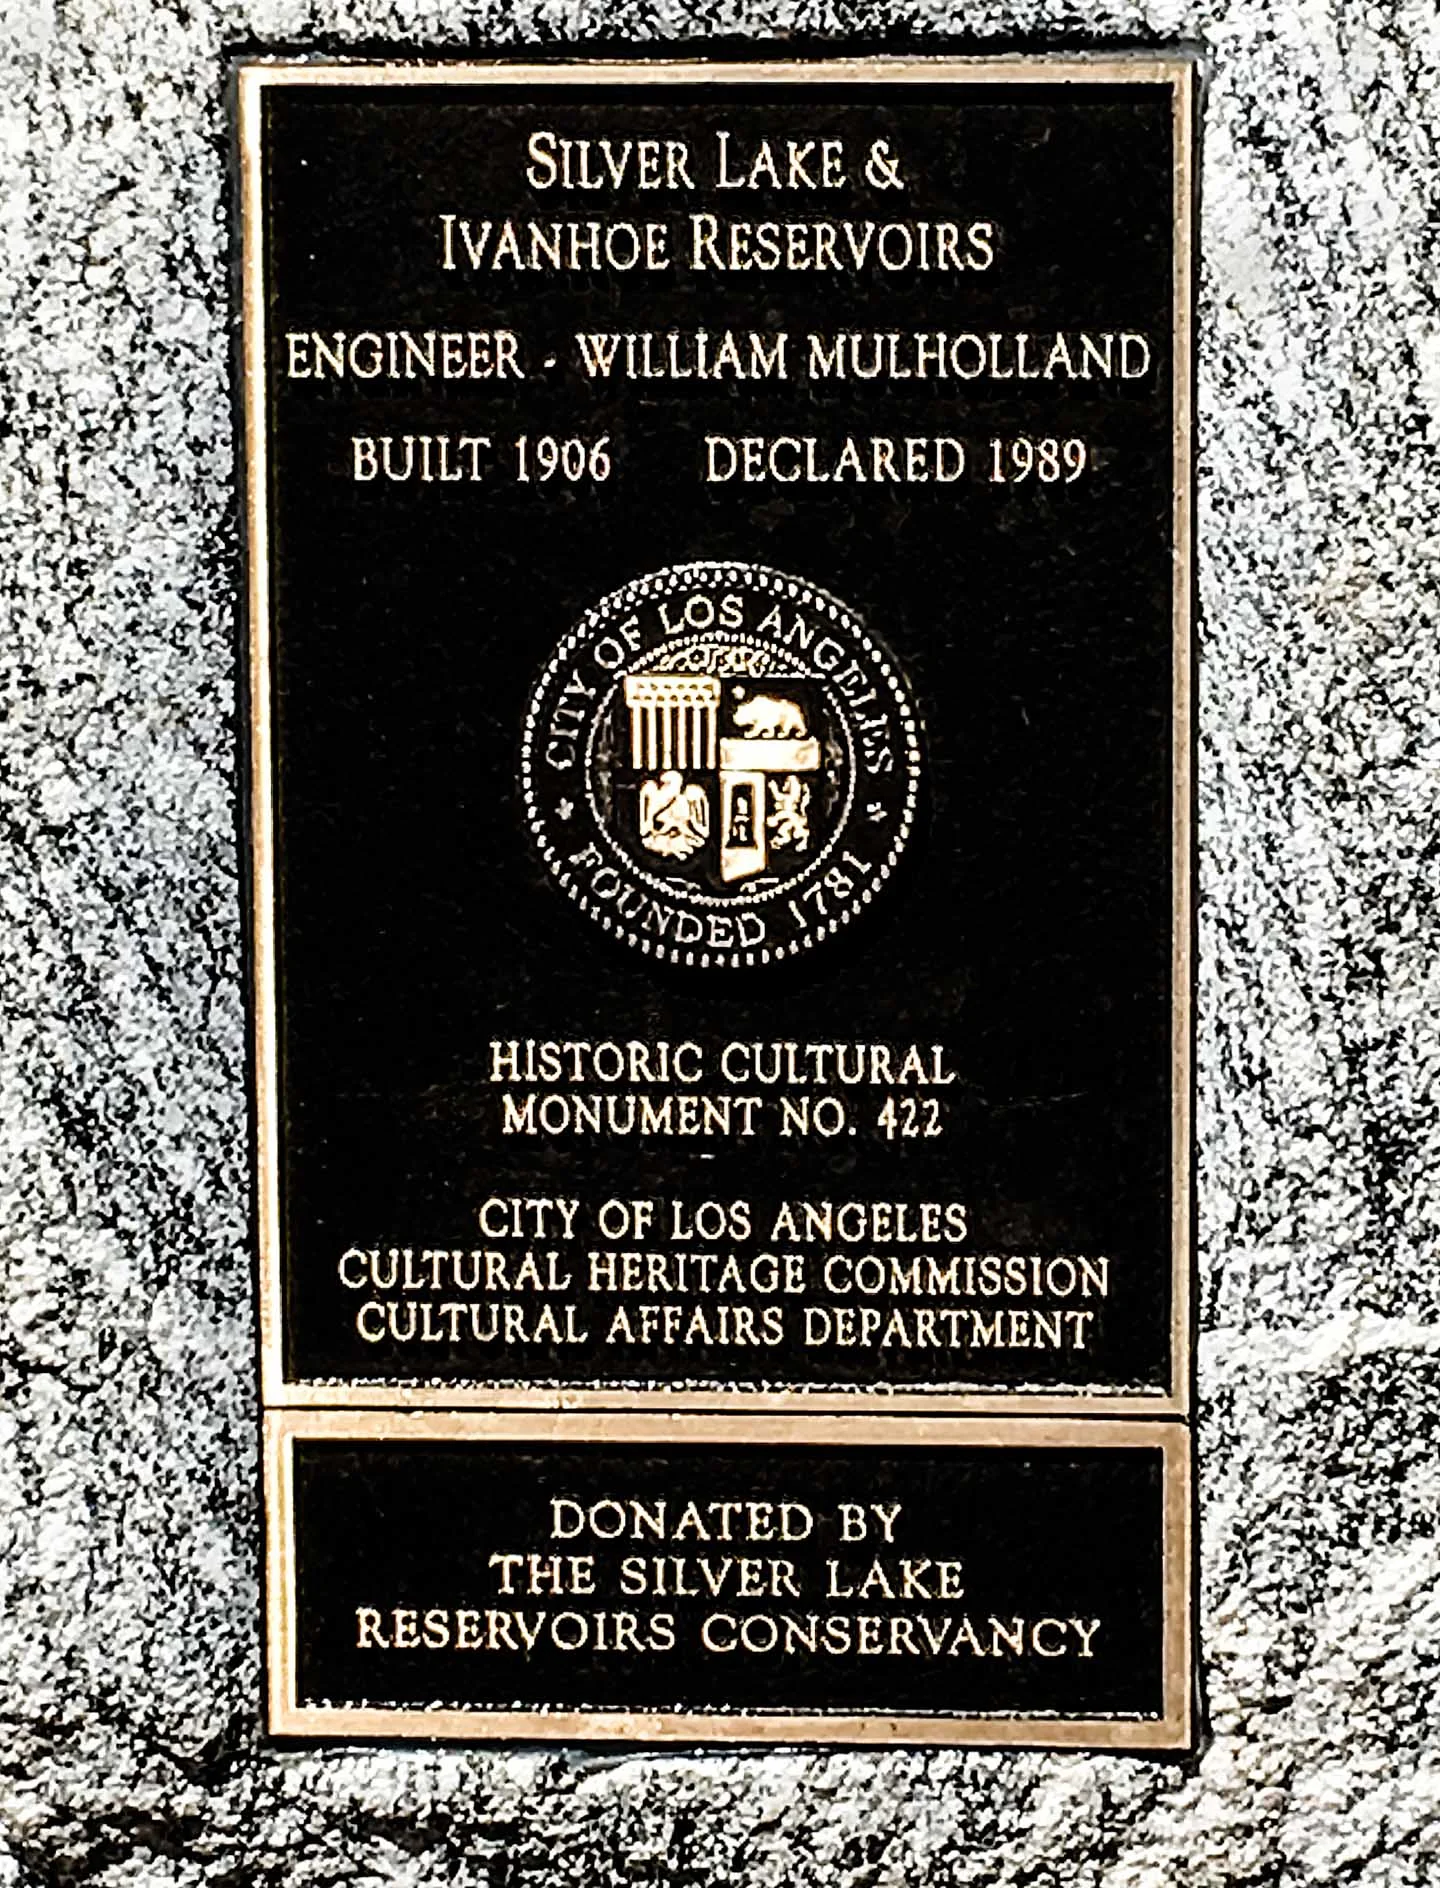 SILVER LAKE &
IVANHOE RESERVOIRS
ENGINEER - WILLIAM MULHOLLAND
BUILT 1906 DECLARED 1989
CITY OF LOS ANGELES
FOUNDED 1781
HISTORIC CULTURAL
MONUMENT NO. 422
CITY OF LOS ANGELES
CULTURAL HERITAGE COMMISSION
CULTURAL AFFAIRS DEPARTMENT
DONATED BY
THE SILVER LAKE
RESERVOIRS CONSERVANCY